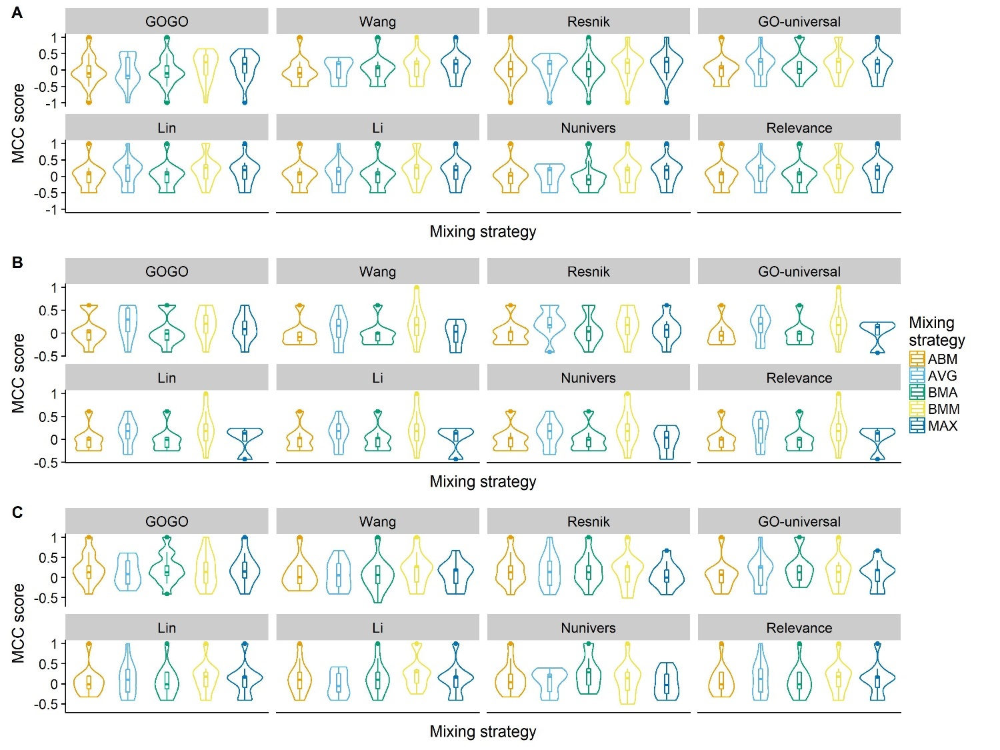 A
GOGO Wang Resnik GO-universal
1
0.5
0
-0.5
-1
Lin Li Nunivers Relevance
1
0.5
0
-0.5
-1
MCC score
Mixing strategy
B
GOGO Wang Resnik GO-universal
1
0.5
0
-0.5
Lin Li Nunivers Relevance
1
0.5
0
-0.5
MCC score
MCC score
Mixing strategy
Mixing
strategy
ABM
AVG
BMA
BMM
MAX
C
GOGO Wang Resnik GO-universal
1
0.5
0
-0.5
Lin Li Nunivers Relevance
1
0.5
0
-0.5
MCC score
Mixing strategy